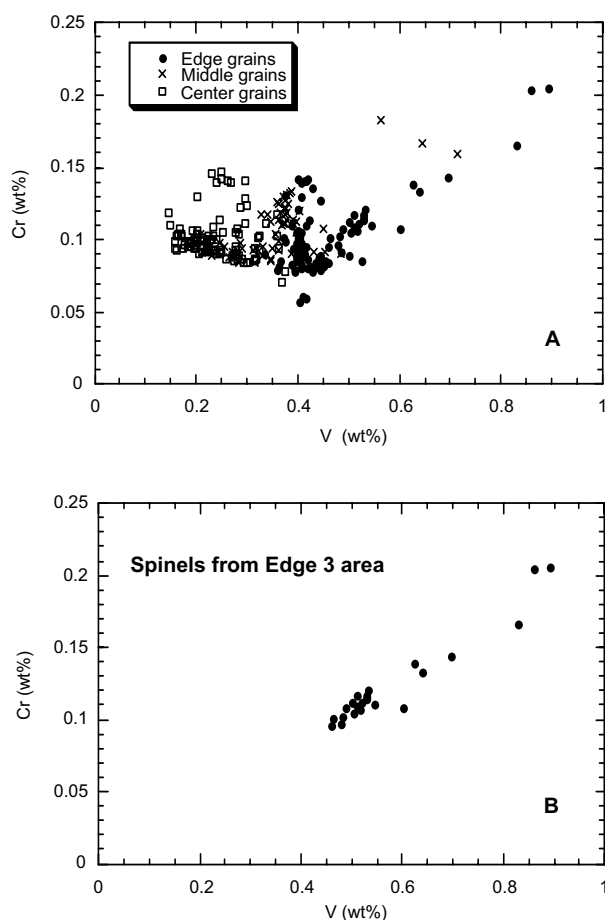 0.25
Edge grains
Middle grains
Center grains
0.2
0.15
0.1
0.05
0
Cr (wt%)
A
0 0.2 0.4 0.6 0.8 1
V (wt%)
0.25
Spinels from Edge 3 area
0.2
0.15
0.1
0.05
0
Cr (wt%)
B
0 0.2 0.4 0.6 0.8 1
V (wt%)